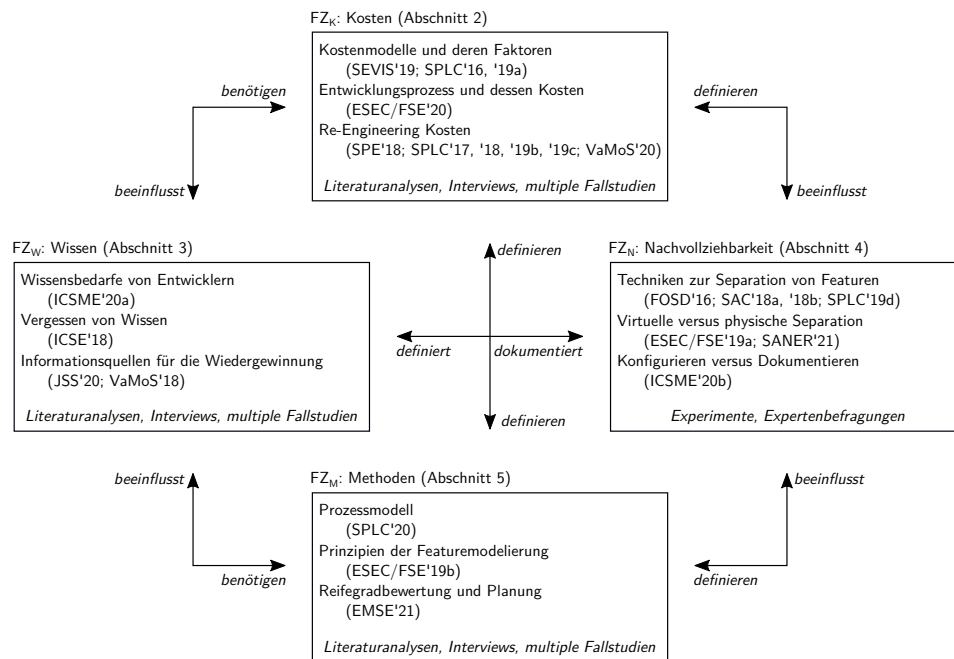 FZK: Kosten (Abschnitt 2)
Kostenmodelle und deren Faktoren
(SEVIS'19; SPLC'16, '19a)
Entwicklungsprozess und dessen Kosten
(ESEC/FSE'20)
Re-Engineering Kosten
(SPE'18; SPLC'17, '18, '19b, '19c; VaMoS'20)
Literaturanalysen, Interviews, multiple Fallstudien
benötigen
beeinflusst
definieren
beeinflusst
FZW: Wissen (Abschnitt 3)
Wissensbedarfe von Entwicklern
(ICSME'20a)
Vergessen von Wissen
(ICSE'18)
Informationsquellen für die Wiedergewinnung
(JSS'20; VaMoS'18)
Literaturanalysen, Interviews, multiple Fallstudien
definieren
definiert
dokumentiert
definieren
FZN: Nachvollziehbarkeit (Abschnitt 4)
Techniken zur Separation von Featuren
(FOSD'16; SAC'18a, '18b; SPLC'19d)
Virtuelle versus physische Separation
(ESEC/FSE'19a; SANER'21)
Konfigurieren versus Dokumentieren
(ICSME'20b)
Experimente, Expertenbefragungen
beeinflusst
benötigen
beeinflusst
definieren
FZM: Methoden (Abschnitt 5)
Prozessmodell
(SPLC'20)
Prinzipien der Featuremodelierung
(ESEC/FSE'19b)
Reifegradbewertung und Planung
(EMSE'21)
Literaturanalysen, Interviews, multiple Fallstudien